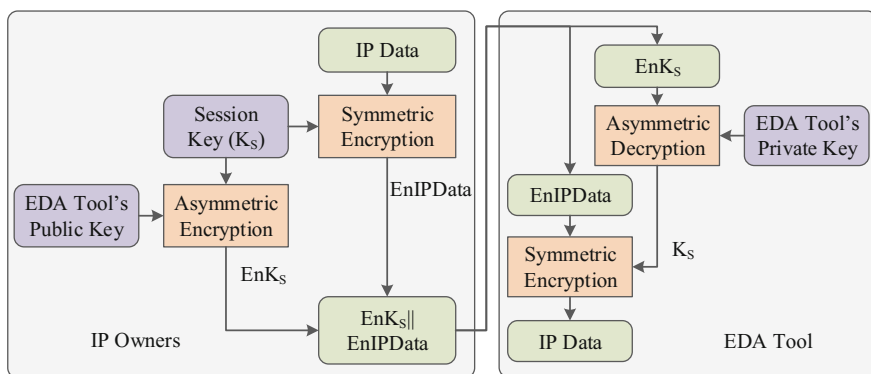 IP Data
Session
Key (KS)
Symmetric
Encryption
EDA Tool's
Public Key
Asymmetric
Encryption
EnIPData
EnKS
EnKS||
EnIPData
IP Owners
EnKS
Asymmetric
Decryption
EDA Tool's
Private Key
EnIPData
Symmetric
Encryption
KS
IP Data
EDA Tool